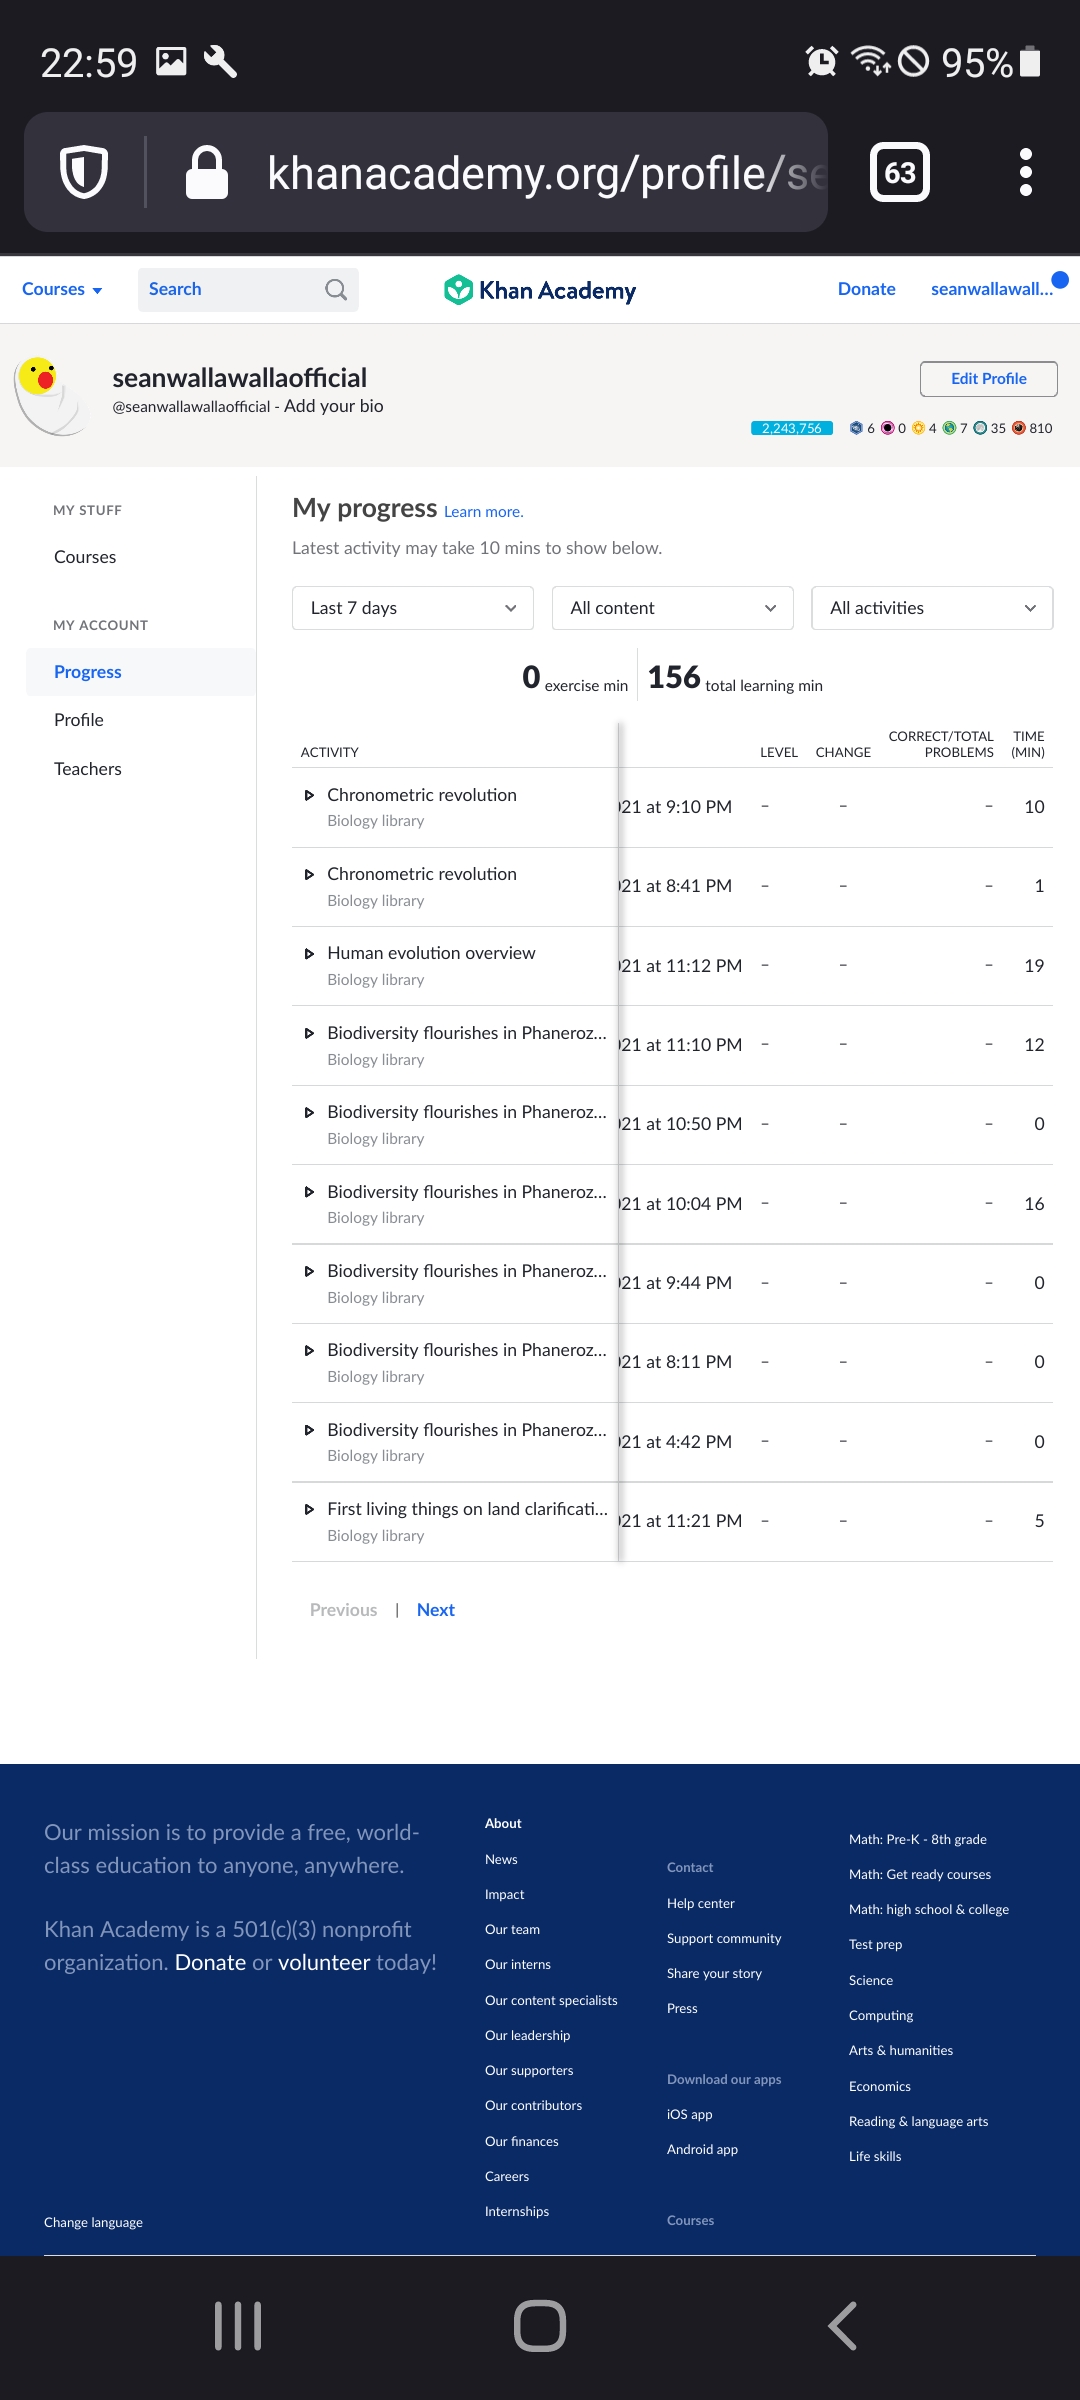 22:59
95%
khanacademy.org/profile/se
63
Courses
Search
Khan Academy
Donate
seanwallawall...
seanwallawallaofficial
@seanwallawallaofficial - Add your bio
Edit Profile
2,243,756 6 0 4 7 35 810
MY STUFF
Courses
MY ACCOUNT
Progress
Profile
Teachers
My progress Learn more.
Latest activity may take 10 mins to show below.
Last 7 days
All content
All activities
0 exercise min
156 total learning min
ACTIVITY LEVEL CHANGE CORRECT/TOTAL PROBLEMS TIME (MIN)
Chronometric revolution
Biology library
021 at 9:10 PM – – – 10
Chronometric revolution
Biology library
021 at 8:41 PM – – – 1
Human evolution overview
Biology library
021 at 11:12 PM – – – 19
Biodiversity flourishes in Phaneroz...
Biology library
021 at 11:10 PM – – – 12
Biodiversity flourishes in Phaneroz...
Biology library
021 at 10:50 PM – – – 0
Biodiversity flourishes in Phaneroz...
Biology library
021 at 10:04 PM – – – 16
Biodiversity flourishes in Phaneroz...
Biology library
021 at 9:44 PM – – – 0
Biodiversity flourishes in Phaneroz...
Biology library
021 at 8:11 PM – – – 0
Biodiversity flourishes in Phaneroz...
Biology library
021 at 4:42 PM – – – 0
First living things on land clarificati...
Biology library
021 at 11:21 PM – – – 5
Previous | Next
Our mission is to provide a free, world-
class education to anyone, anywhere.
Khan Academy is a 501(c)(3) nonprofit
organization. Donate or volunteer today!
Change language
About
News
Impact
Our team
Our interns
Our content specialists
Our leadership
Our supporters
Our contributors
Our finances
Careers
Internships
Contact
Help center
Support community
Share your story
Press
Download our apps
iOS app
Android app
Courses
Math: Pre-K - 8th grade
Math: Get ready courses
Math: high school & college
Test prep
Science
Computing
Arts & humanities
Economics
Reading & language arts
Life skills